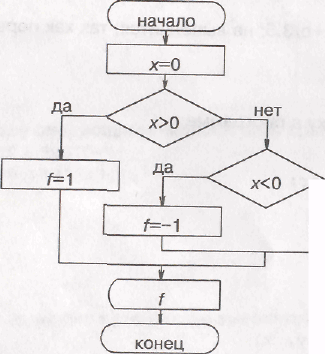 начало
x=0
да
x>0
нет
f=1
да
x<0
f=−1
f
конец